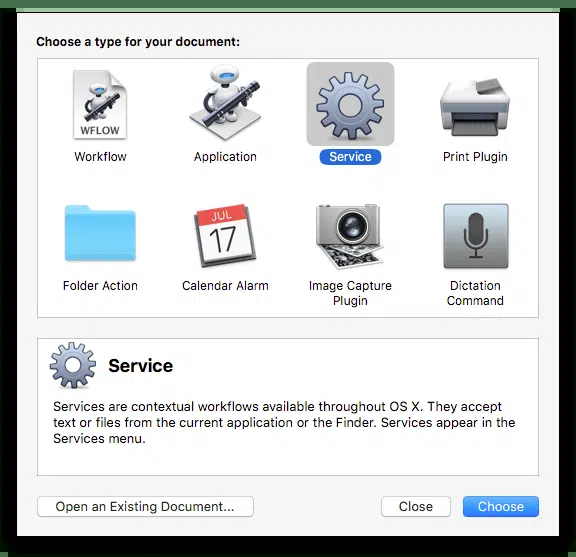 Choose a type for your document:
WFLOW
Workflow
Application
Service
Print Plugin
JUL
17
Folder Action
Calendar Alarm
Image Capture
Plugin
Dictation
Command
Service
Services are contextual workflows available throughout OS X. They accept
text or files from the current application or the Finder. Services appear in the
Services menu.
Open an Existing Document...
Close
Choose